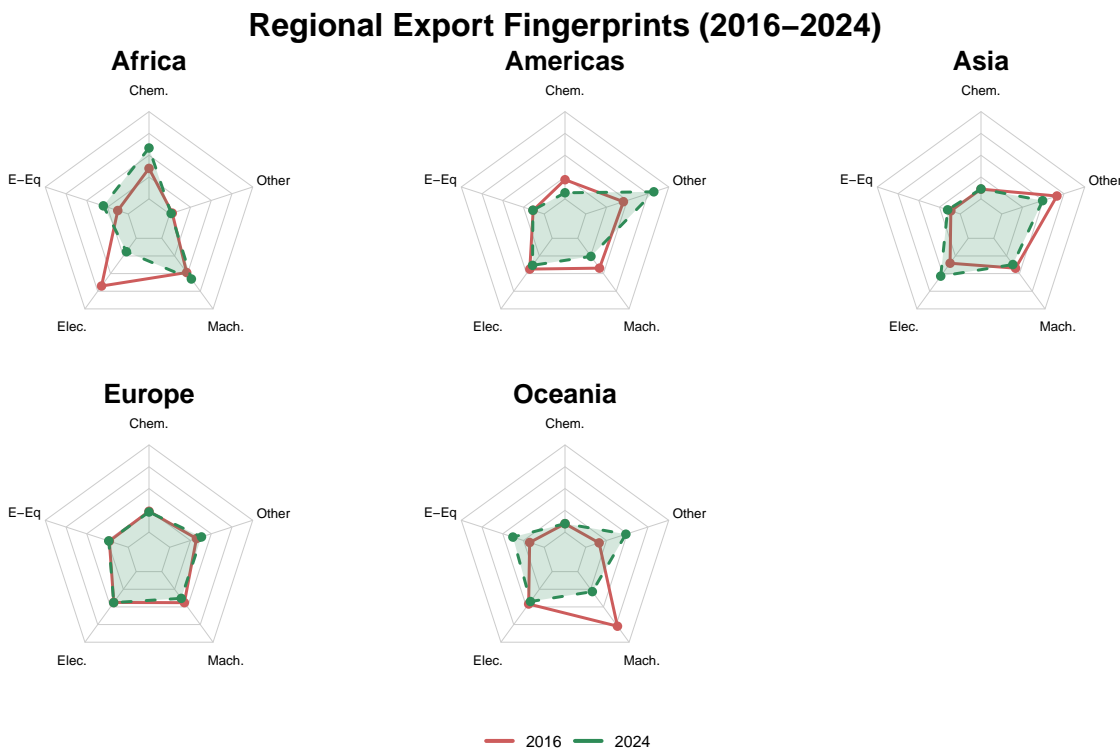 Regional Export Fingerprints (2016−2024)
Africa
Chem.
E−Eq
Other
Elec.
Mach.
Americas
Chem.
E−Eq
Other
Elec.
Mach.
Asia
Chem.
E−Eq
Other
Elec.
Mach.
Europe
Chem.
E−Eq
Other
Elec.
Mach.
Oceania
Chem.
E−Eq
Other
Elec.
Mach.
2016 2024